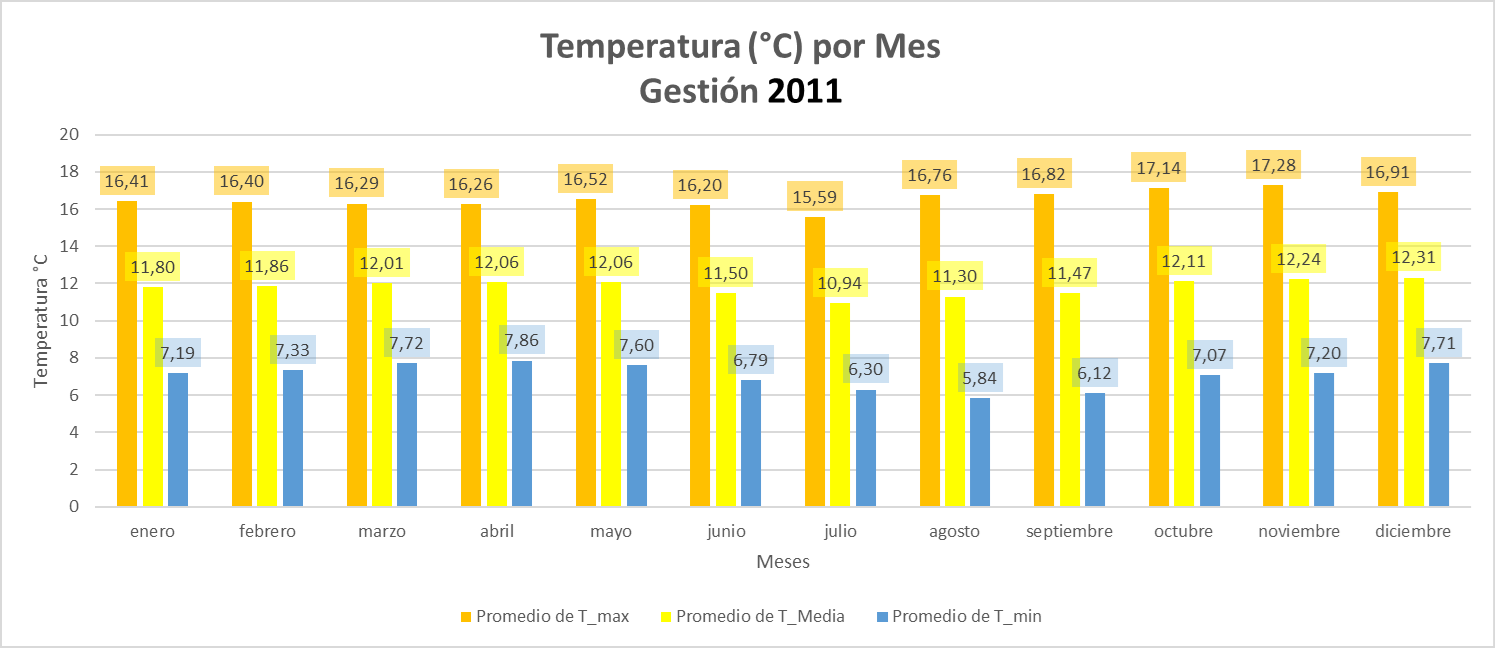 Temperatura (°C) por Mes
Gestión 2011
Temperatura °C
20
18
16
14
12
10
8
6
4
2
0
16,41 16,40 16,29 16,26 16,52 16,20 15,59 16,76 16,82 17,14 17,28 16,91
11,80 11,86 12,01 12,06 12,06 11,50 10,94 11,30 11,47 12,11 12,24 12,31
7,19 7,33 7,72 7,86 7,60 6,79 6,30 5,84 6,12 7,07 7,20 7,71
enero febrero marzo abril mayo junio julio agosto septiembre octubre noviembre diciembre
Meses
Promedio de T_max Promedio de T_Media Promedio de T_min